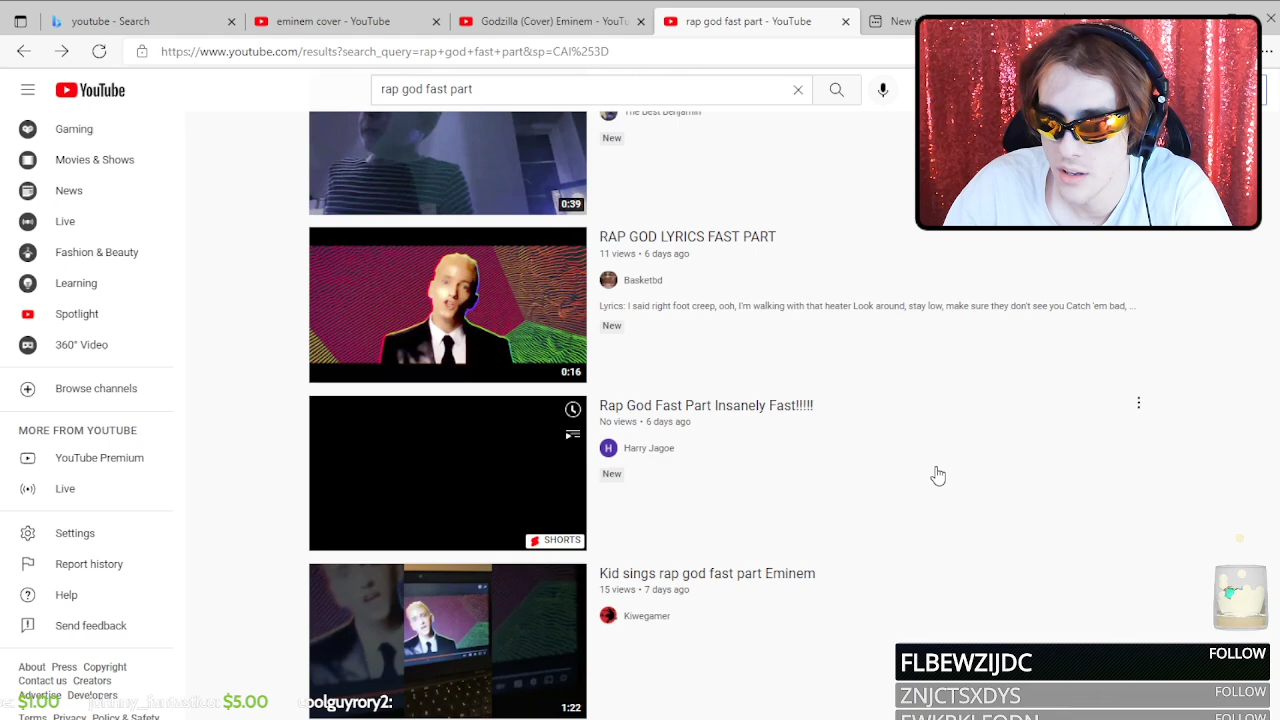 youtube - Search
eminem cover - YouTube
Godzilla (Cover) Eminem - YouTu
rap god fast part - YouTube
https://www.youtube.com/results?search_query=rap+god+fast+part&sp=CAI%253D
YouTube
rap god fast part
The Best Benjamin
New
0:39
Gaming
Movies & Shows
News
Live
Fashion & Beauty
Learning
Spotlight
360° Video
Browse channels
MORE FROM YOUTUBE
YouTube Premium
Live
Settings
Report history
Help
Send feedback
About Press Copyright
Contact us Creators
Advertise Developers
Terms Privacy Policy & Safety
RAP GOD LYRICS FAST PART
11 views • 6 days ago
Basketbd
Lyrics: I said right foot creep, ooh, I'm walking with that heater Look around, stay low, make sure they don't see you Catch 'em bad, ...
New
0:16
Rap God Fast Part Insanely Fast!!!!!
No views • 6 days ago
H
Harry Jagoe
New
SHORTS
Kid sings rap god fast part Eminem
15 views • 7 days ago
Kiwegamer
1:22
$1.00
$5.00
coolguyrory2:
FLBEWZIJDC FOLLOW
ZNJCTSXDYS FOLLOW